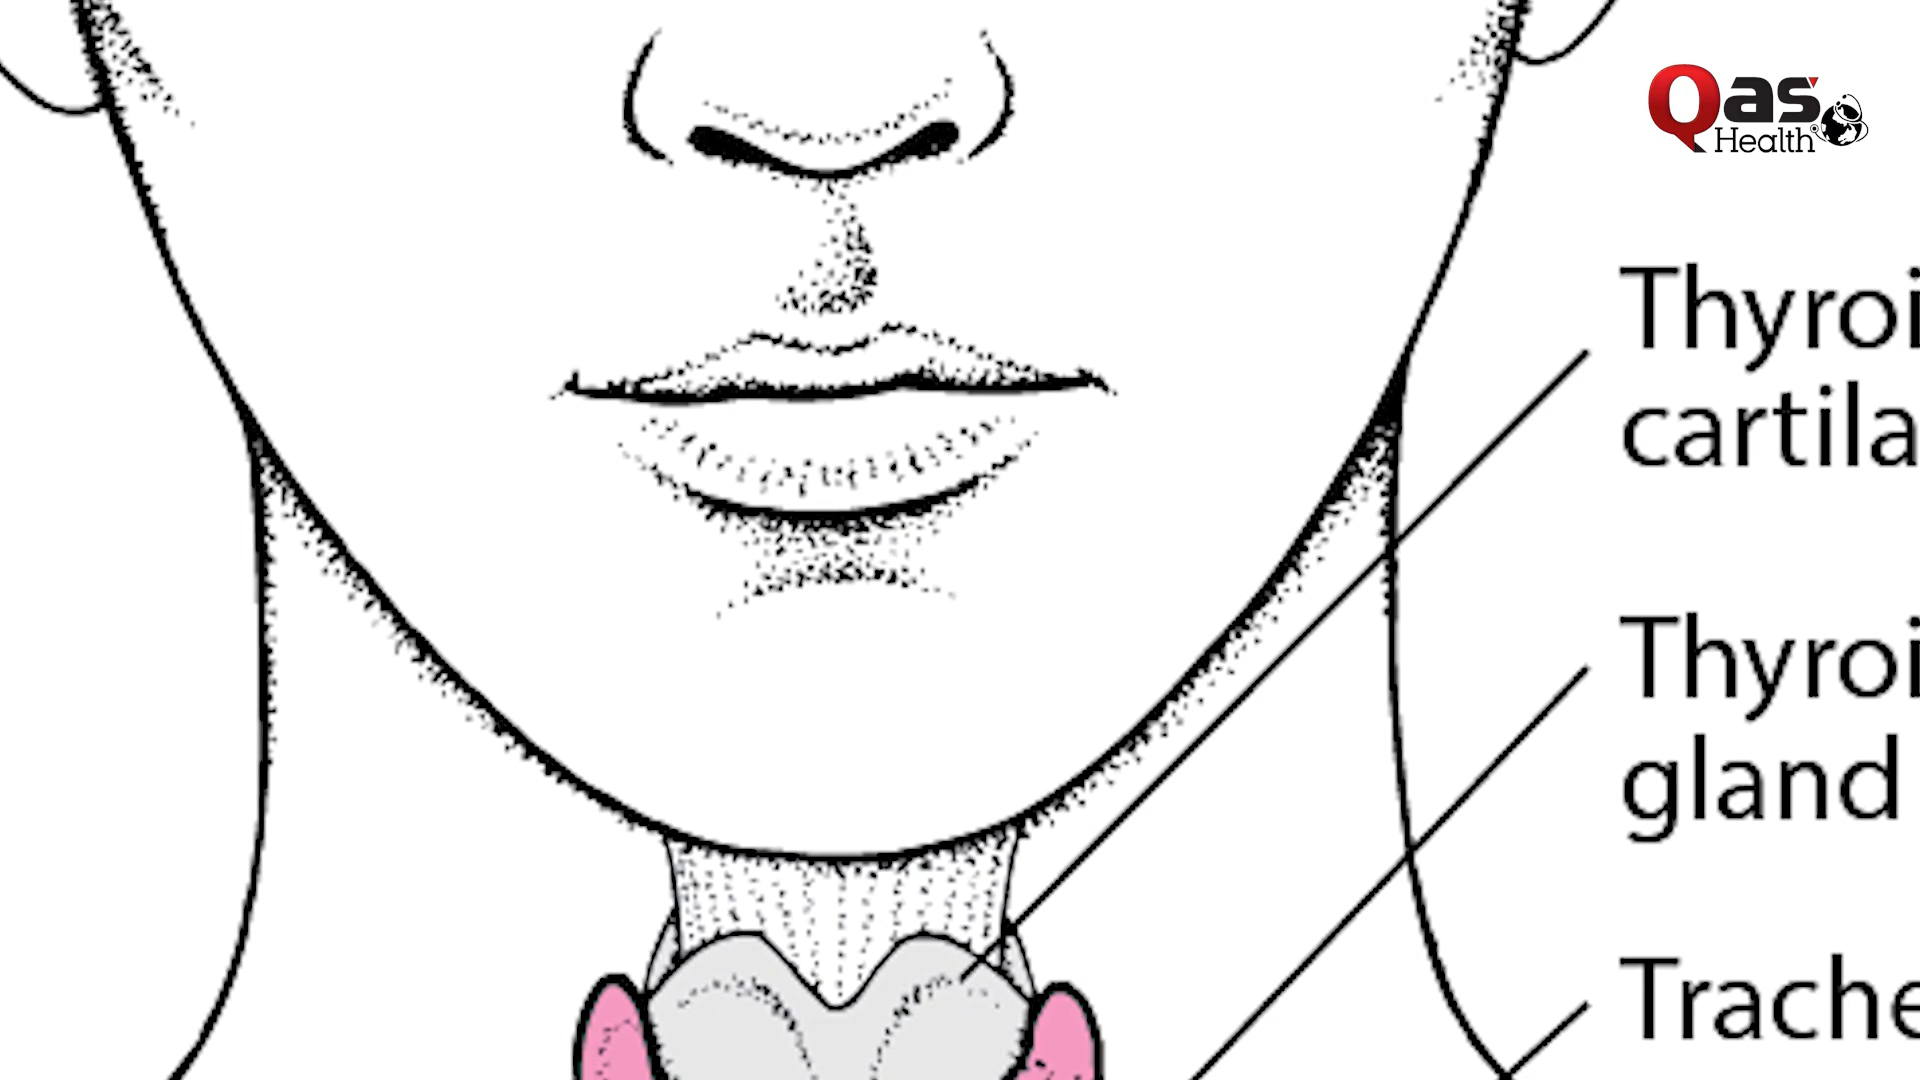 Qas
Health
Thyroi
cartila
Thyroi
gland
Trache